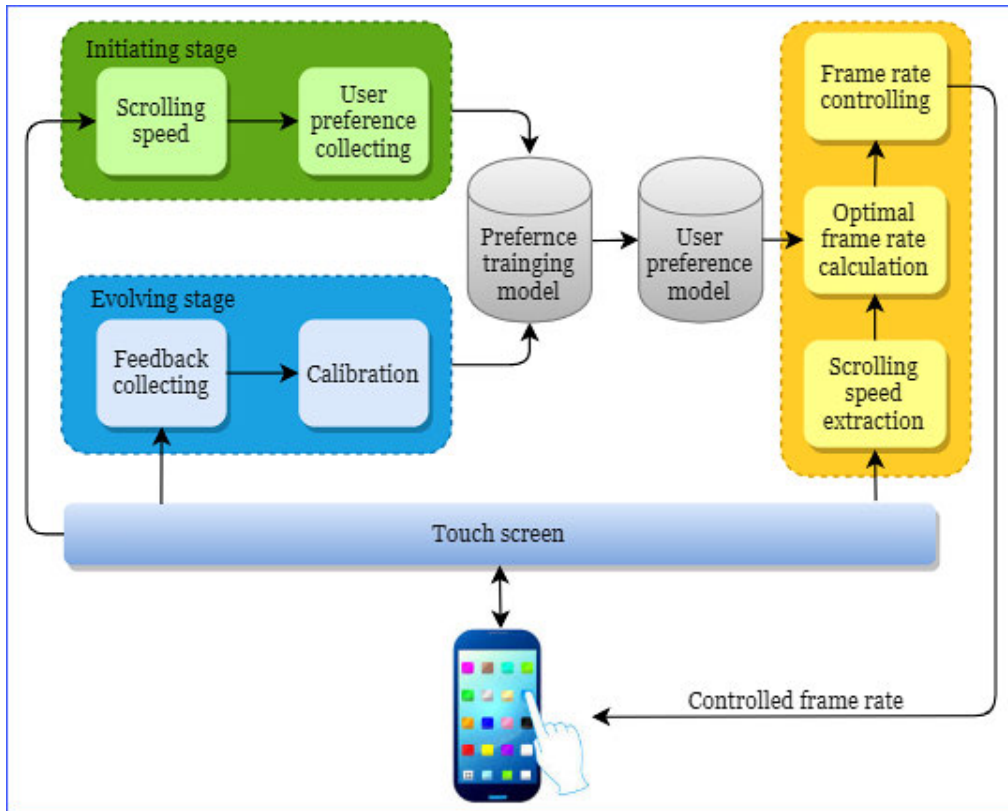 Initiating stage
Scrolling
speed
User
preference
collecting
Frame rate
controlling
Prefernce
trainging
model
User
preference
model
Optimal
frame rate
calculation
Evolving stage
Feedback
collecting
Calibration
Scrolling
speed
extraction
Touch screen
Controlled frame rate